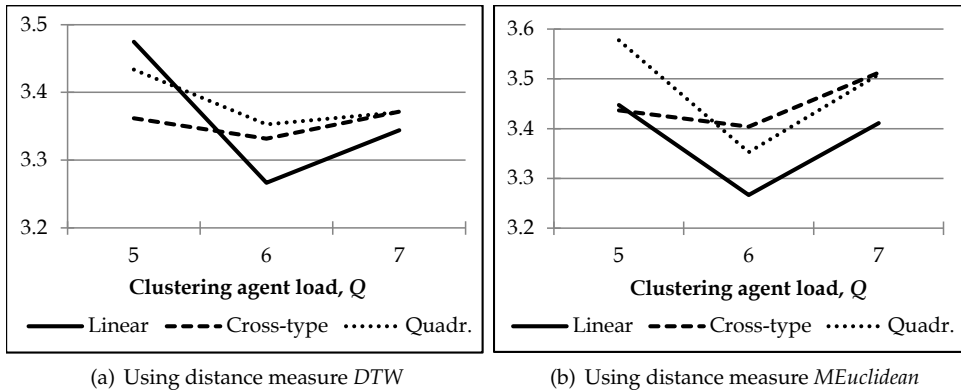 3.5
3.4
3.3
3.2
5 6 7
Clustering agent load, Q
Linear Cross-type Quadr.
(a) Using distance measure DTW
3.6
3.5
3.4
3.3
3.2
5 6 7
Clustering agent load, Q
Linear Cross-type Quadr.
(b) Using distance measure MEuclidean